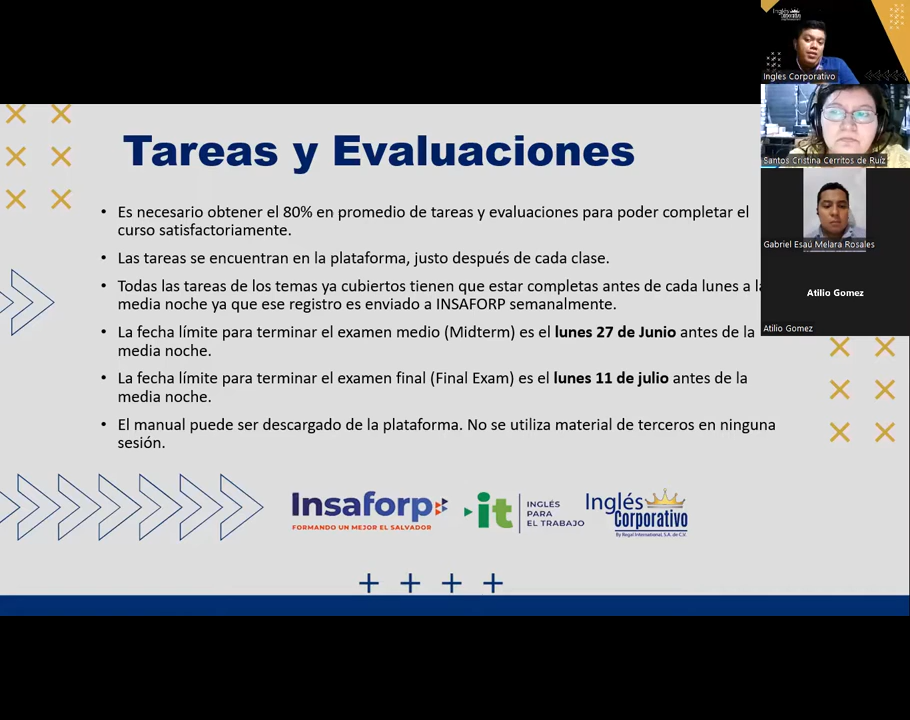 Tareas y Evaluaciones
• Es necesario obtener el 80% en promedio de tareas y evaluaciones para poder completar el
curso satisfactoriamente.
• Las tareas se encuentran en la plataforma, justo después de cada clase.
• Todas las tareas de los temas ya cubiertos tienen que estar completas antes de cada lunes a la
media noche ya que ese registro es enviado a INSAFORP semanalmente.
• La fecha límite para terminar el examen medio (Midterm) es el lunes 27 de Junio antes de la
media noche.
• La fecha límite para terminar el examen final (Final Exam) es el lunes 11 de julio antes de la
media noche.
• El manual puede ser descargado de la plataforma. No se utiliza material de terceros en ninguna
sesión.
Insaforp
FORMANDO UN MEJOR EL SALVADOR
it
INGLÉS
PARA
EL TRABAJO
Inglés
Corporativo
By Regal International, S.A. de C.V.
Inglés
Corporativo
Ingles Corporativo
Santos Cristina Cerritos de Ruiz
Gabriel Esaú Melara Rosales
Atilio Gomez
Atilio Gomez